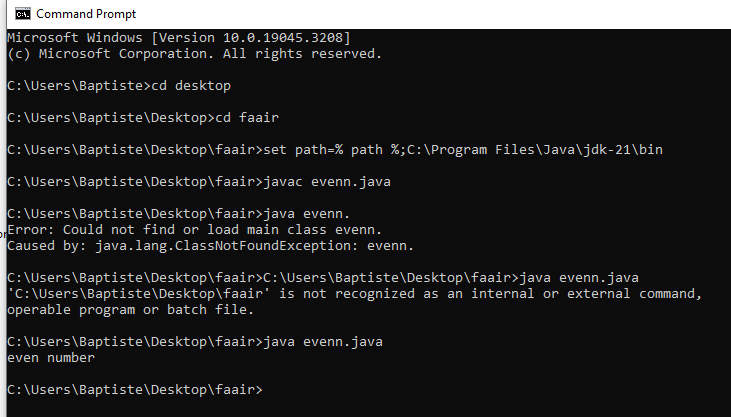 Command Prompt
Microsoft Windows [Version 10.0.19045.3208]
(c) Microsoft Corporation. All rights reserved.
C:\Users\Baptiste>cd desktop
C:\Users\Baptiste\Desktop>cd faair
C:\Users\Baptiste\Desktop\faair>set path=% path %;C:\Program Files\Java\jdk-21\bin
C:\Users\Baptiste\Desktop\faair>javac evenn.java
C:\Users\Baptiste\Desktop\faair>java evenn.
Error: Could not find or load main class evenn.
Caused by: java.lang.ClassNotFoundException: evenn.
C:\Users\Baptiste\Desktop\faair>C:\Users\Baptiste\Desktop\faair>java evenn.java
'C:\Users\Baptiste\Desktop\faair' is not recognized as an internal or external command,
operable program or batch file.
C:\Users\Baptiste\Desktop\faair>java evenn.java
even number
C:\Users\Baptiste\Desktop\faair>